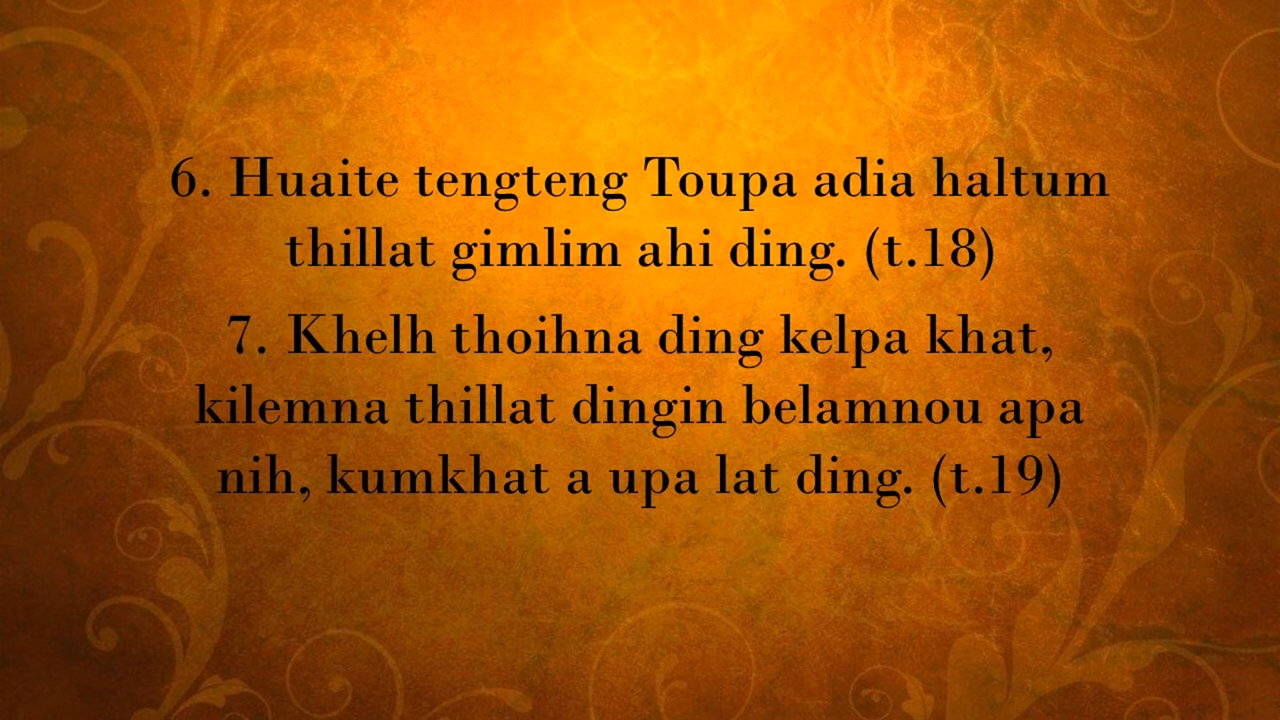 6. Huaite tengteng Toupa adia haltum
thillat gimlim ahi ding. (t.18)
7. Khelh thoihna ding kelpa khat,
kilemna thillat dingin belamnou apa
nih, kumkhat a upa lat ding. (t.19)